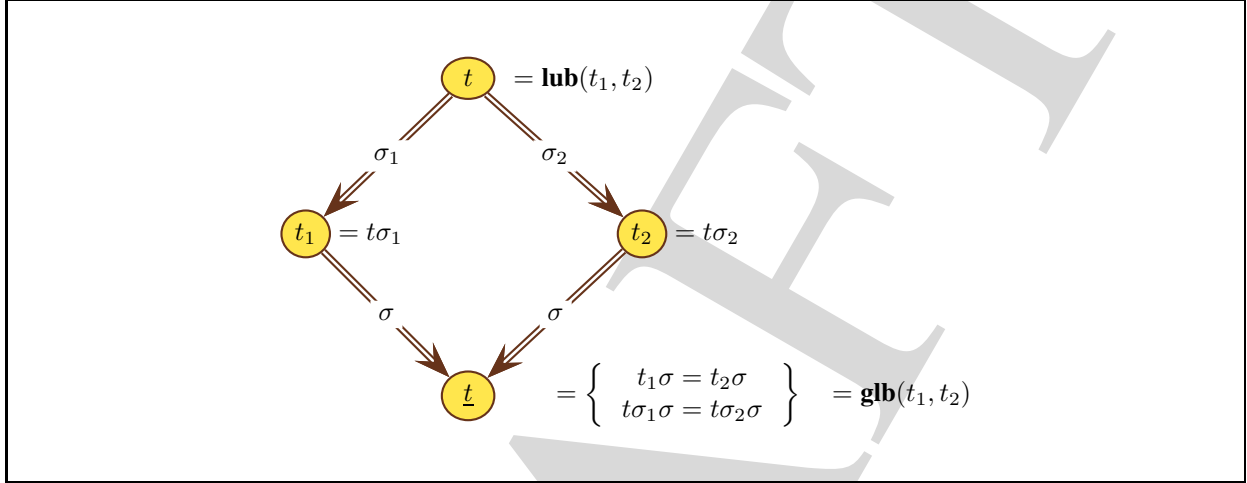 t = lub(t₁, t₂)
σ₁ σ₂
t₁ = tσ₁ t₂ = tσ₂
σ σ
t₁σ = t₂σ
t̲ = { } = glb(t₁, t₂)
tσ₁σ = tσ₂σ